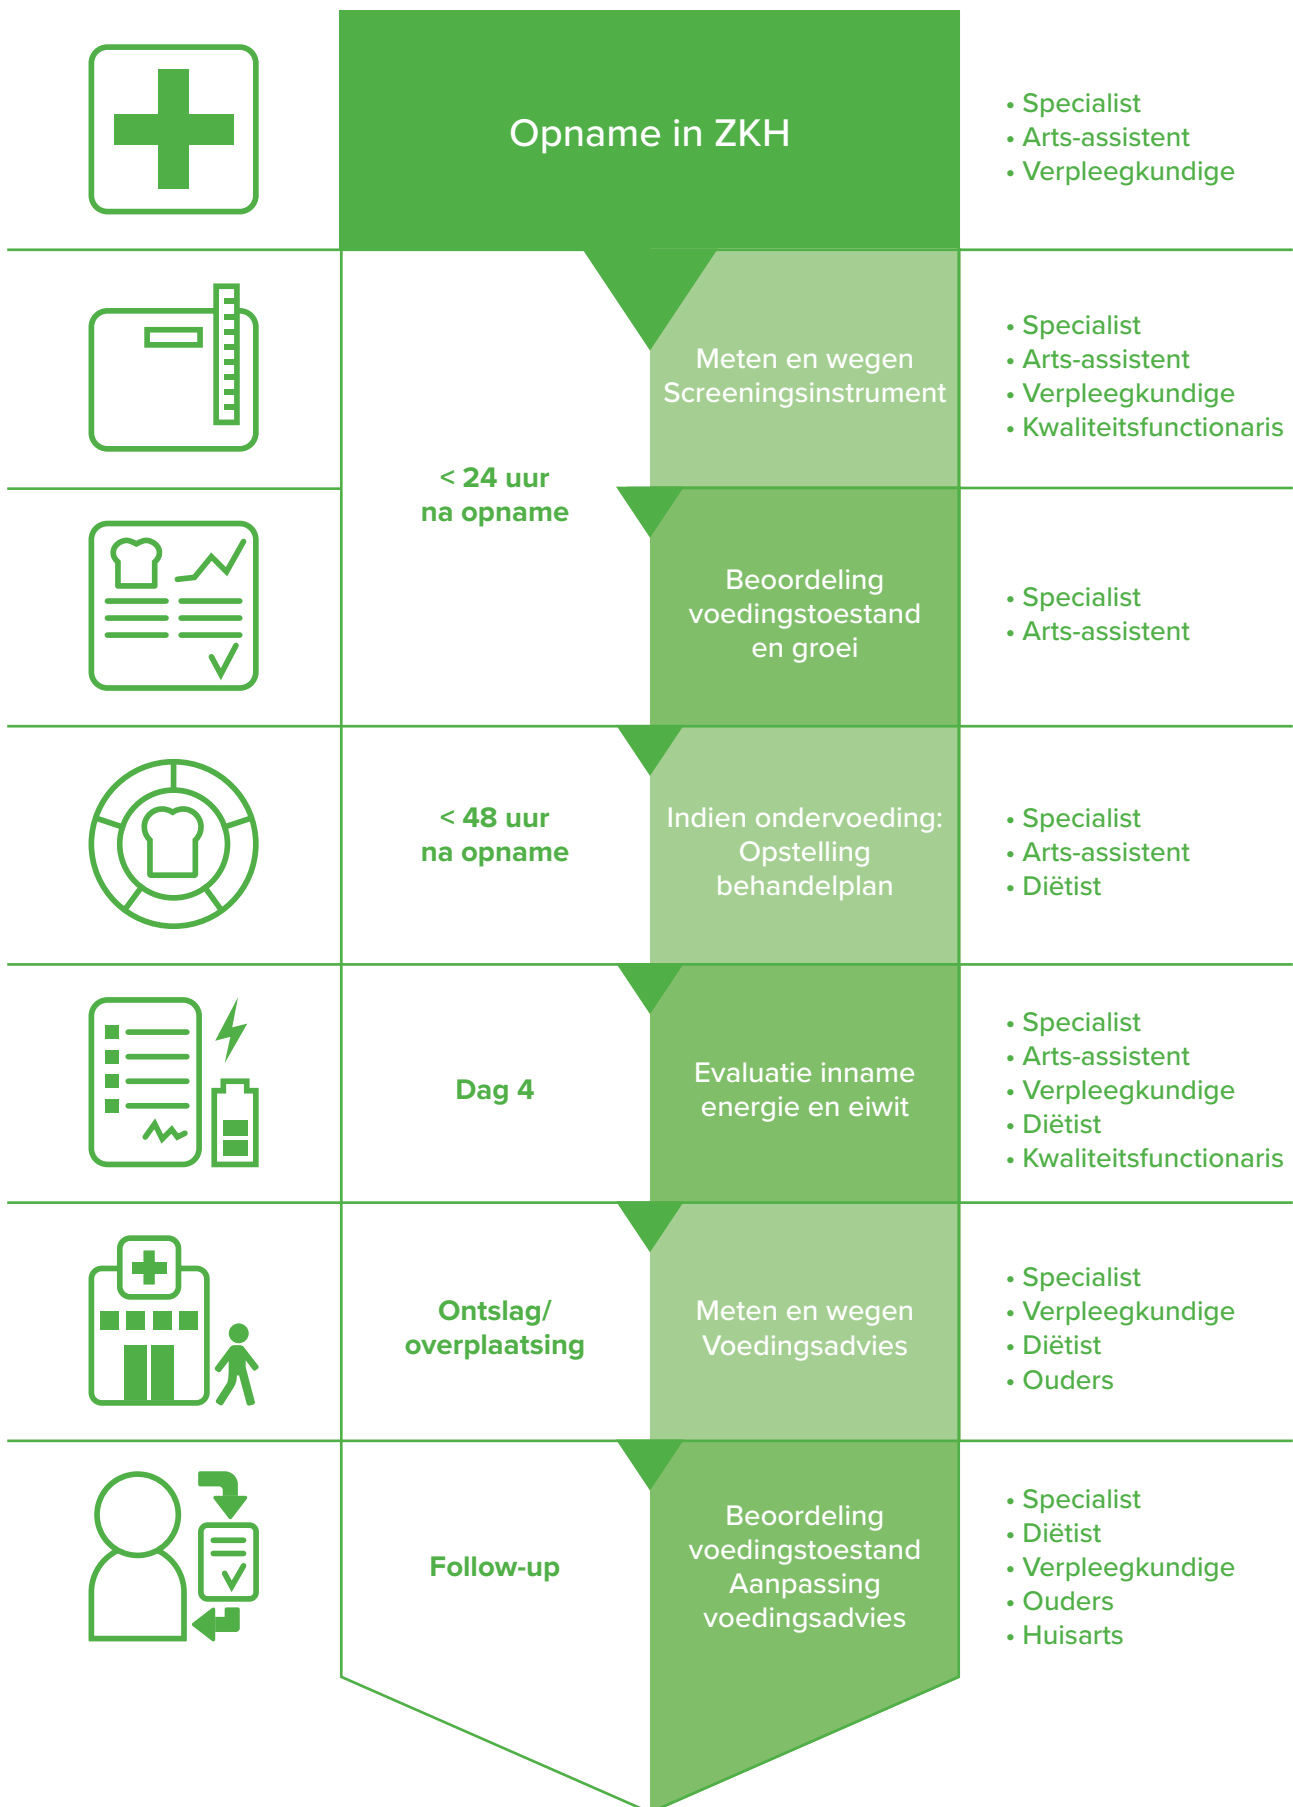 Opname in ZKH
• Specialist
• Arts-assistent
• Verpleegkundige
< 24 uur
na opname
Meten en wegen
Screeningsinstrument
• Specialist
• Arts-assistent
• Verpleegkundige
• Kwaliteitsfunctionaris
Beoordeling
voedingstoestand
en groei
• Specialist
• Arts-assistent
< 48 uur
na opname
Indien ondervoeding:
Opstelling
behandelplan
• Specialist
• Arts-assistent
• Diëtist
Dag 4
Evaluatie inname
energie en eiwit
• Specialist
• Arts-assistent
• Verpleegkundige
• Diëtist
• Kwaliteitsfunctionaris
Ontslag/
overplaatsing
Meten en wegen
Voedingsadvies
• Specialist
• Verpleegkundige
• Diëtist
• Ouders
Follow-up
Beoordeling
voedingstoestand
Aanpassing
voedingsadvies
• Specialist
• Diëtist
• Verpleegkundige
• Ouders
• Huisarts